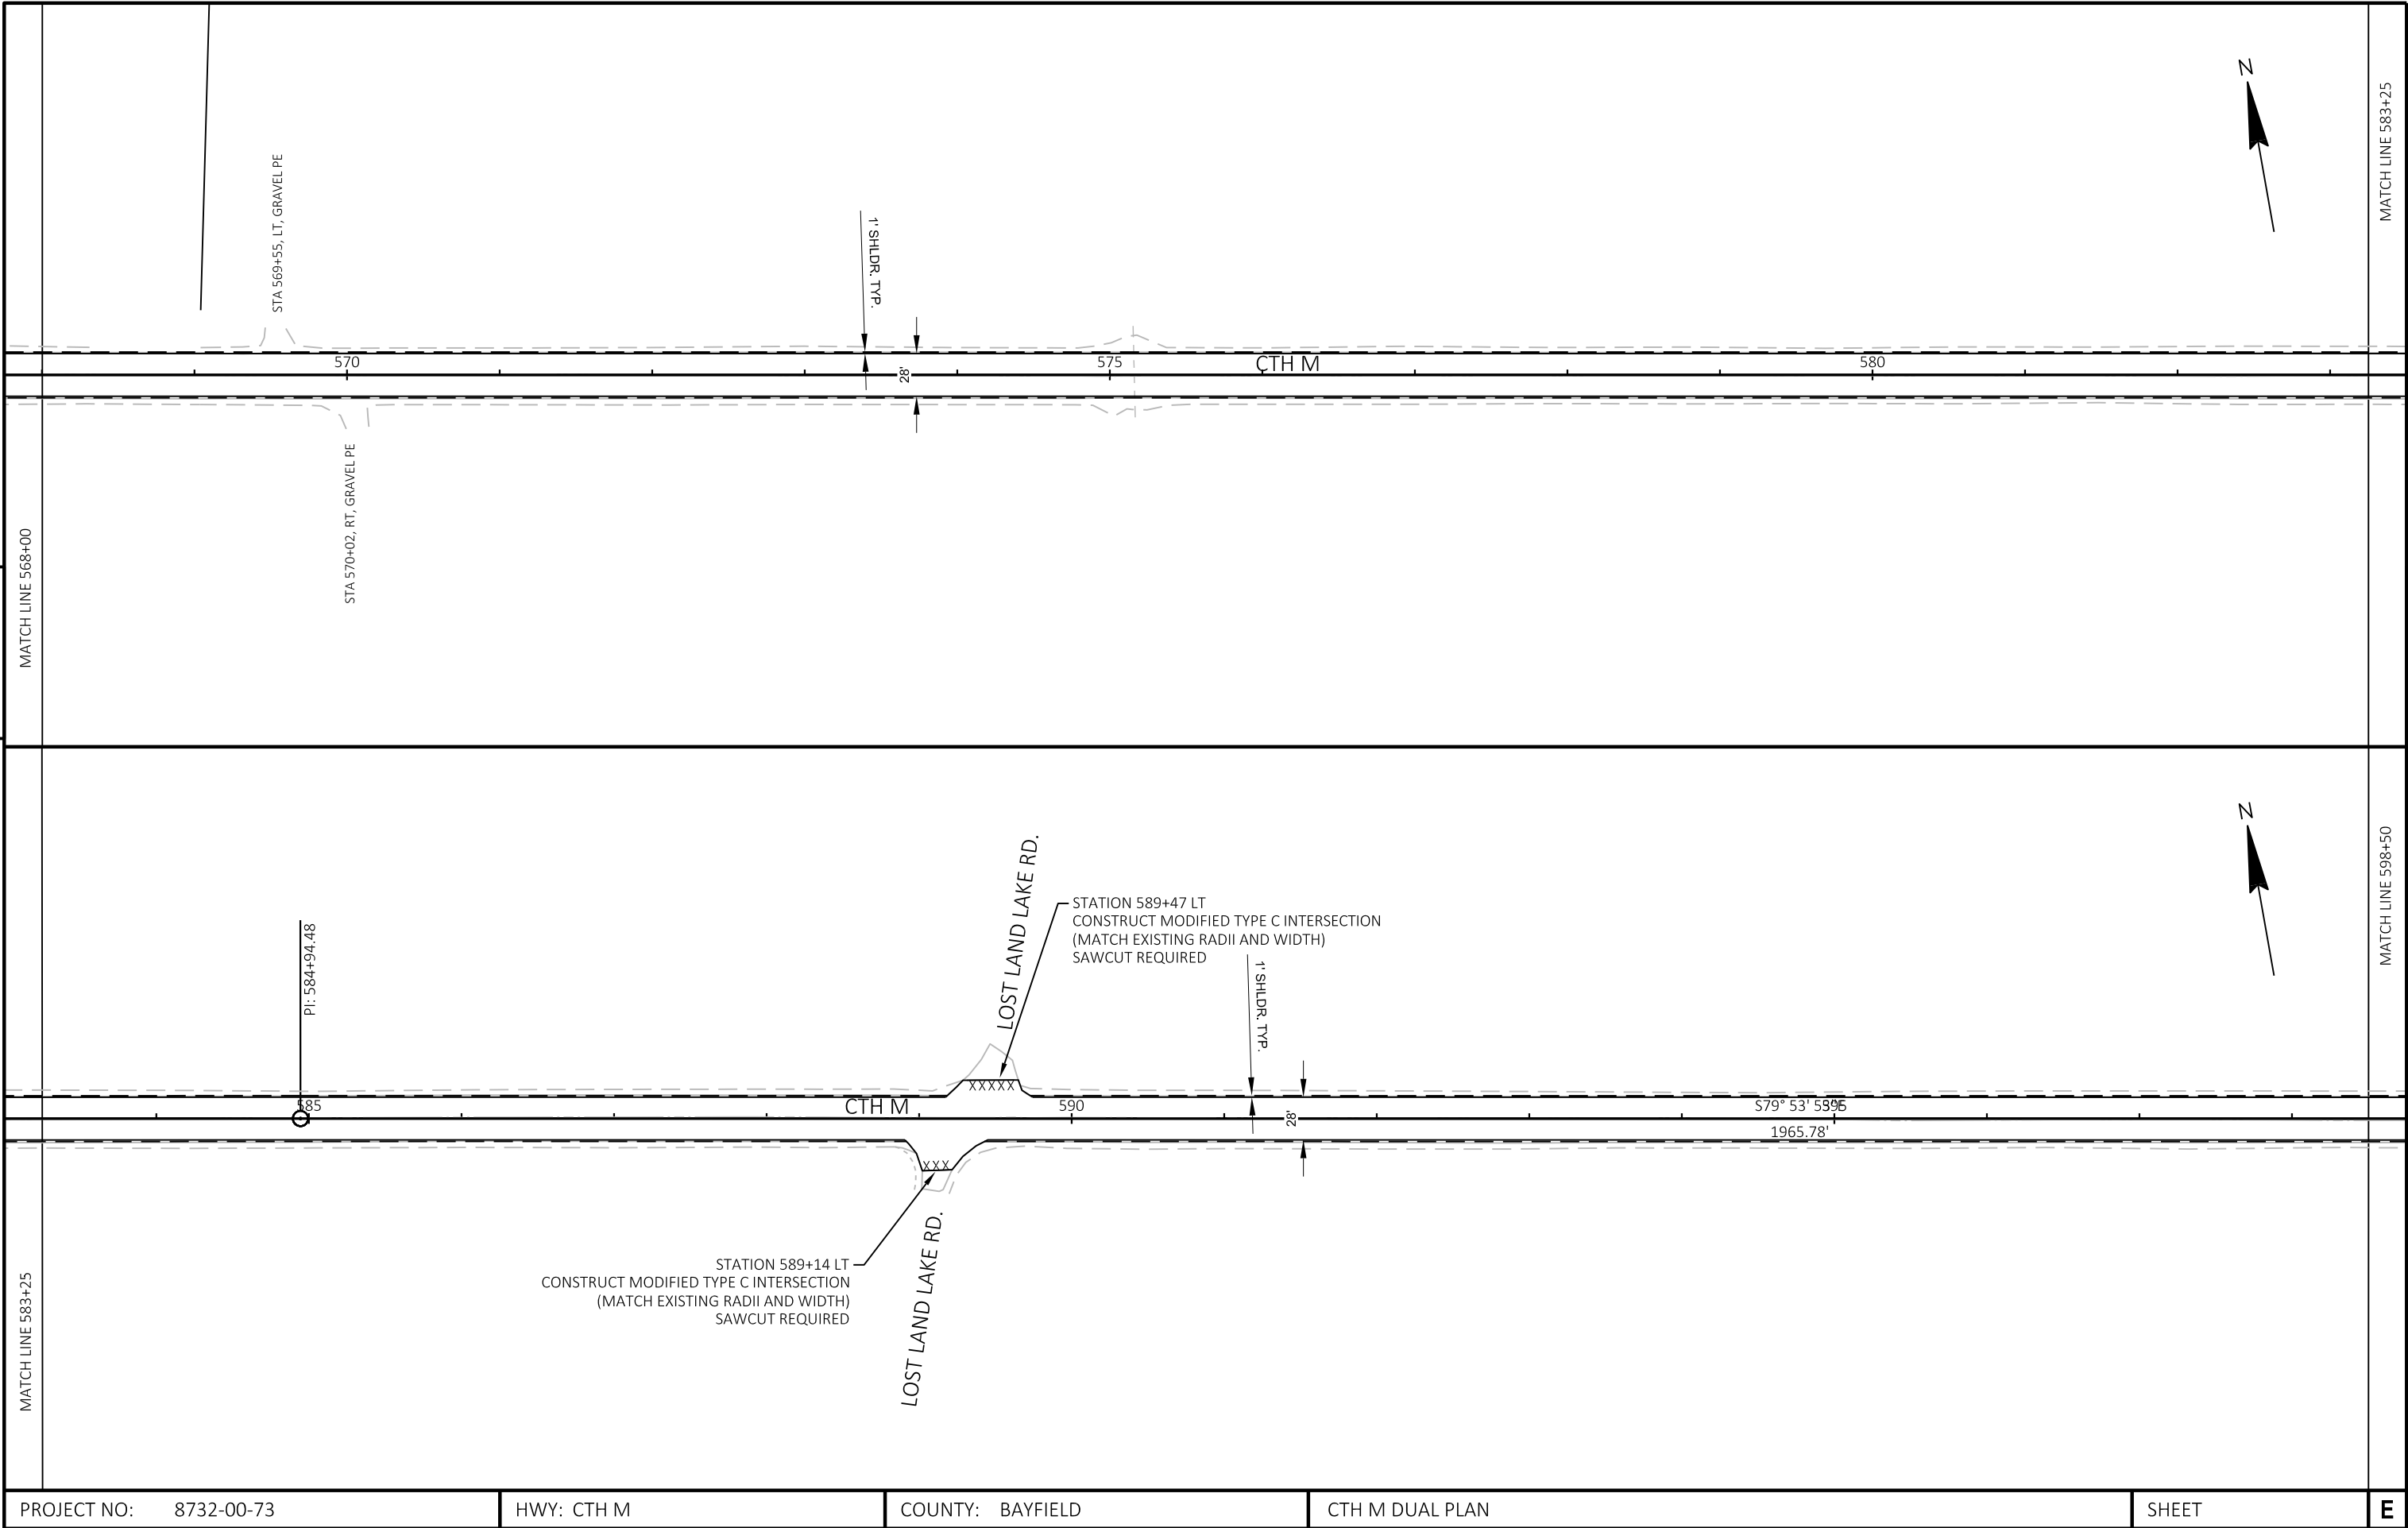 MATCH LINE 568+00
STA 569+55, LT, GRAVEL PE
1' SHLDR. TYP.
N
MATCH LINE 583+25
570
28'
575
CTH M
580
STA 570+02, RT, GRAVEL PE
MATCH LINE 583+25
PI: 584+94.48
LOST LAND LAKE RD.
STATION 589+47 LT
CONSTRUCT MODIFIED TYPE C INTERSECTION
(MATCH EXISTING RADII AND WIDTH)
SAWCUT REQUIRED
1' SHLDR. TYP.
N
MATCH LINE 598+50
XXXXX
585
CTH M
590
28'
S79° 53'
1965.78'
XXX
STATION 589+14 LT
CONSTRUCT MODIFIED TYPE C INTERSECTION
(MATCH EXISTING RADII AND WIDTH)
SAWCUT REQUIRED
LOST LAND LAKE RD.
PROJECT NO: 8732-00-73
HWY: CTH M
COUNTY: BAYFIELD
CTH M DUAL PLAN
SHEET
E